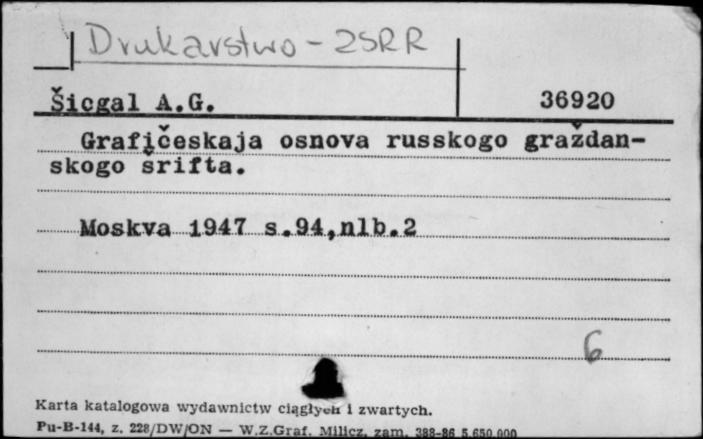 Drukarstwo - ZSRR
Šicgal A.G. 36920
Grafičeskaja osnova russkogo graždan-
skogo šrifta.
Moskva 1947 s.94,nlb.2
6
Karta katalogowa wydawnictw ciągłych i zwartych.
Pu-B-144, z. 228/DW/ON — W.Z.Graf. Milicz, zam. 388-86 5.650.000